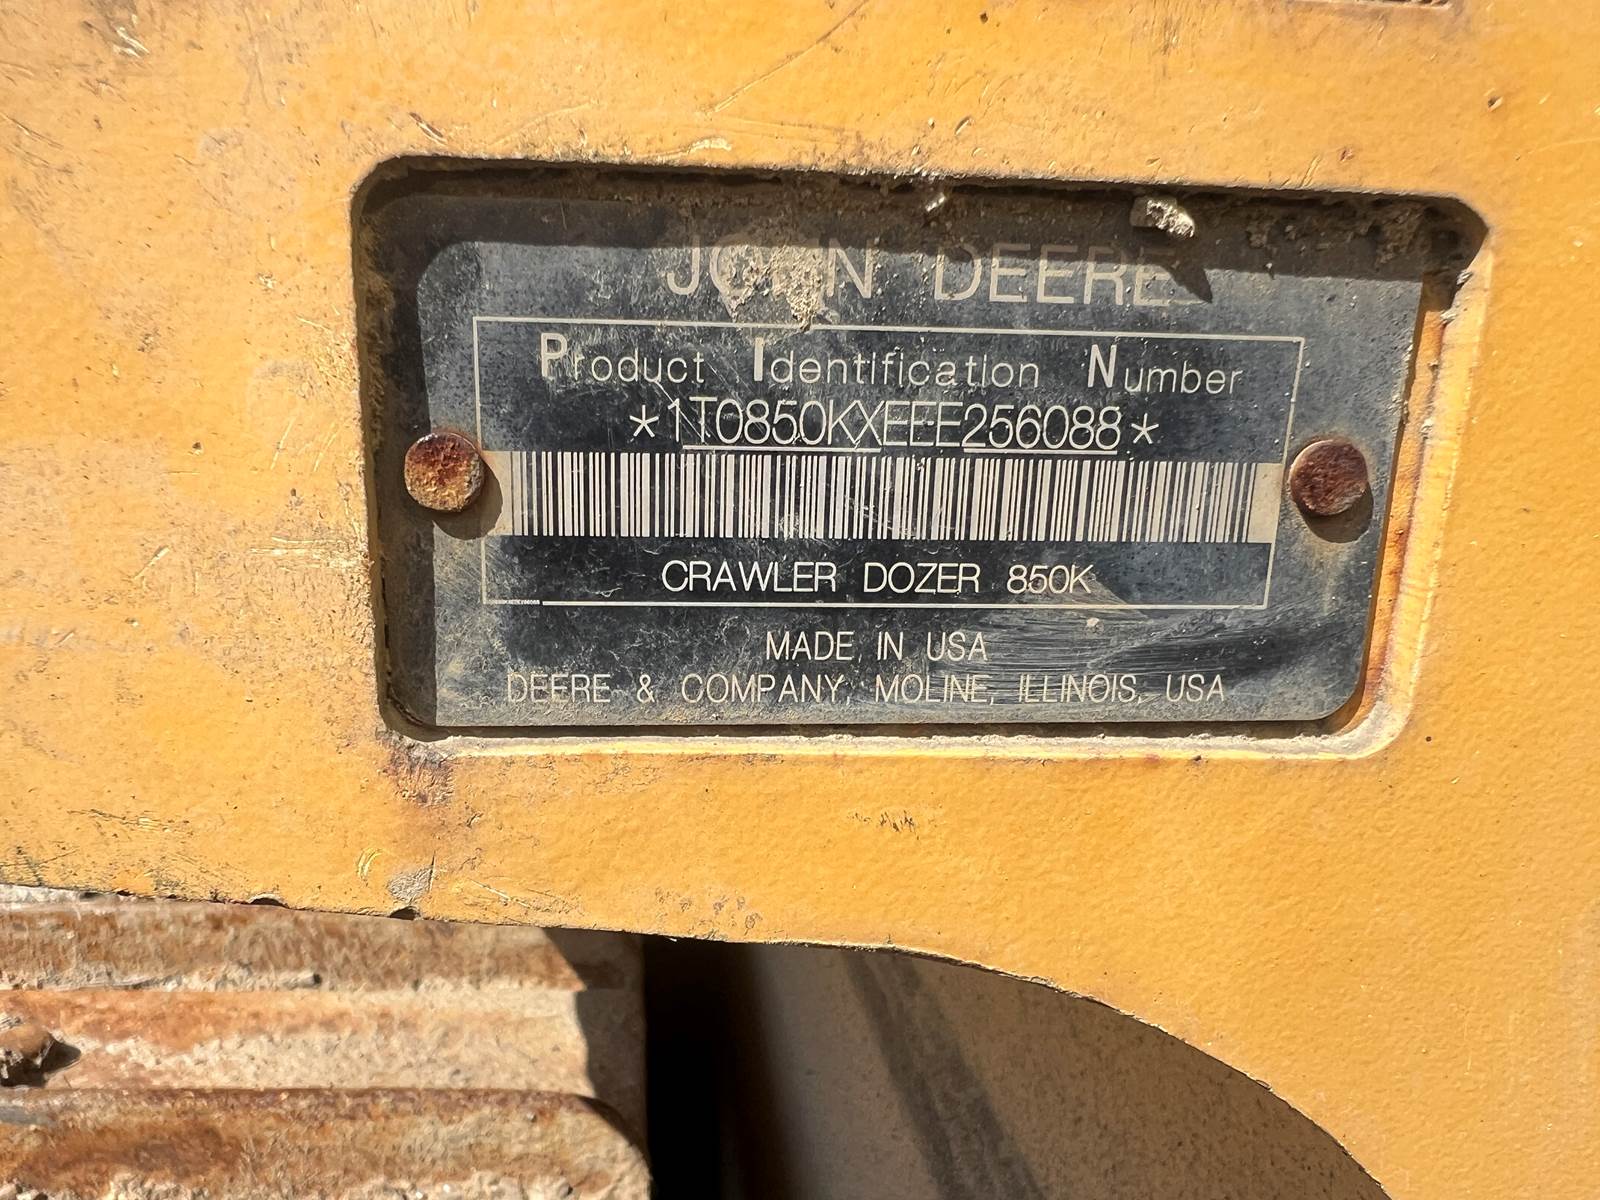 JOHN DEERE
Product Identification Number
*1T0850KXEEE256088*
CRAWLER DOZER 850K
MADE IN USA
DEERE & COMPANY, MOLINE, ILLINOIS, USA